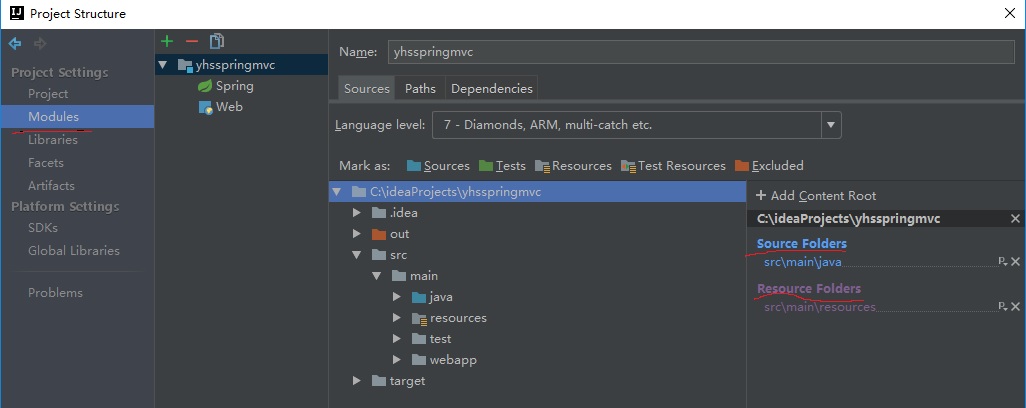 Project Structure
Project Settings
Project
Modules
Libraries
Facets
Artifacts
Platform Settings
SDKs
Global Libraries
Problems
yhsspringmvc
Spring
Web
Name: yhsspringmvc
Sources Paths Dependencies
Language level: 7 - Diamonds, ARM, multi-catch etc.
Mark as: Sources Tests Resources Test Resources Excluded
C:\ideaProjects\yhsspringmvc
.idea
out
src
main
java
resources
test
webapp
target
+ Add Content Root
C:\ideaProjects\yhsspringmvc
Source Folders
src\main\java
Resource Folders
src\main\resources